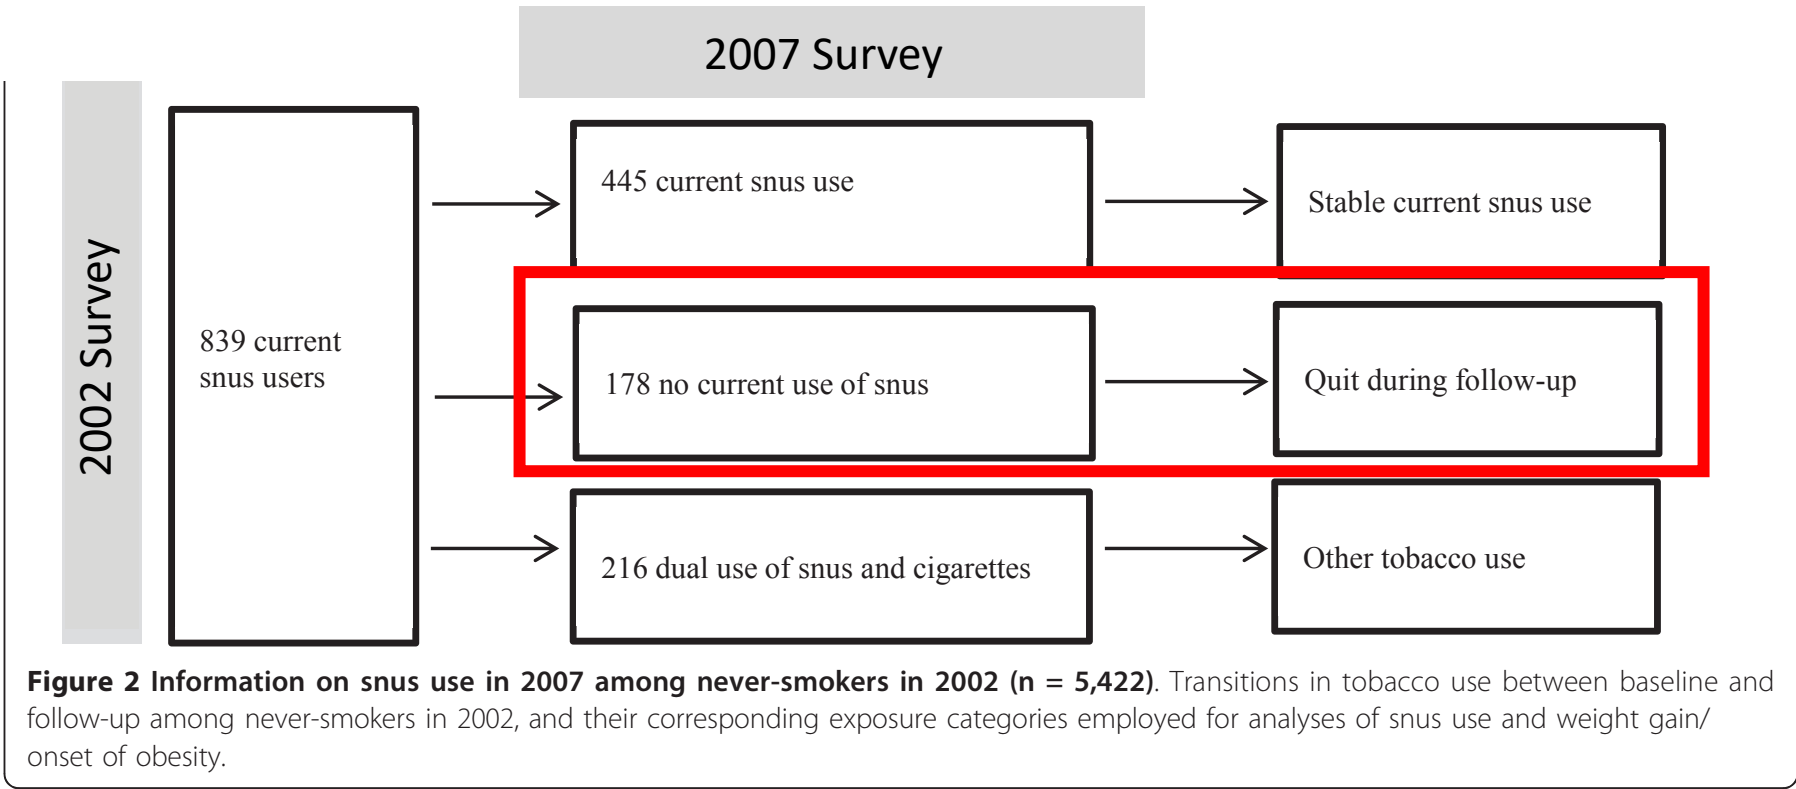 2007 Survey
2002 Survey
839 current
snus users
445 current snus use
Stable current snus use
178 no current use of snus
Quit during follow-up
216 dual use of snus and cigarettes
Other tobacco use
Figure 2 Information on snus use in 2007 among never-smokers in 2002 (n = 5,422). Transitions in tobacco use between baseline and
follow-up among never-smokers in 2002, and their corresponding exposure categories employed for analyses of snus use and weight gain/
onset of obesity.